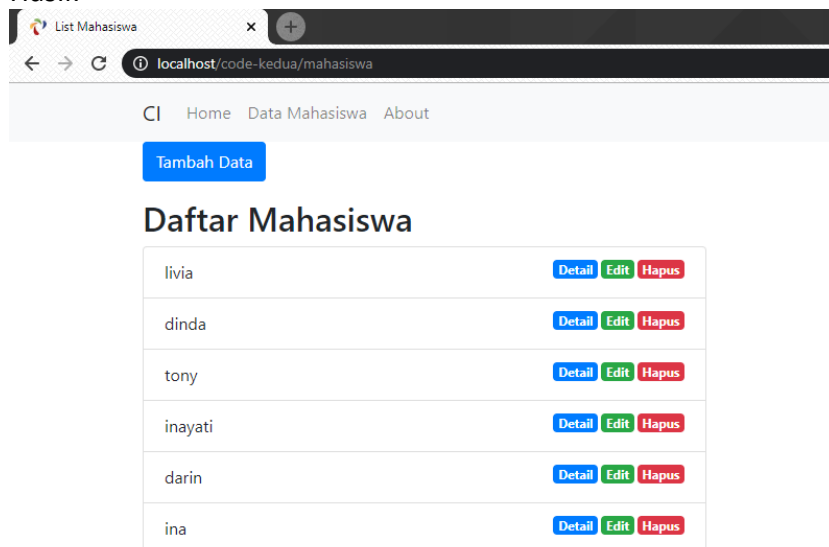 List Mahasiswa
localhost/code-kedua/mahasiswa
CI Home Data Mahasiswa About
Tambah Data
Daftar Mahasiswa
livia Detail Edit Hapus
dinda Detail Edit Hapus
tony Detail Edit Hapus
inayati Detail Edit Hapus
darin Detail Edit Hapus
ina Detail Edit Hapus